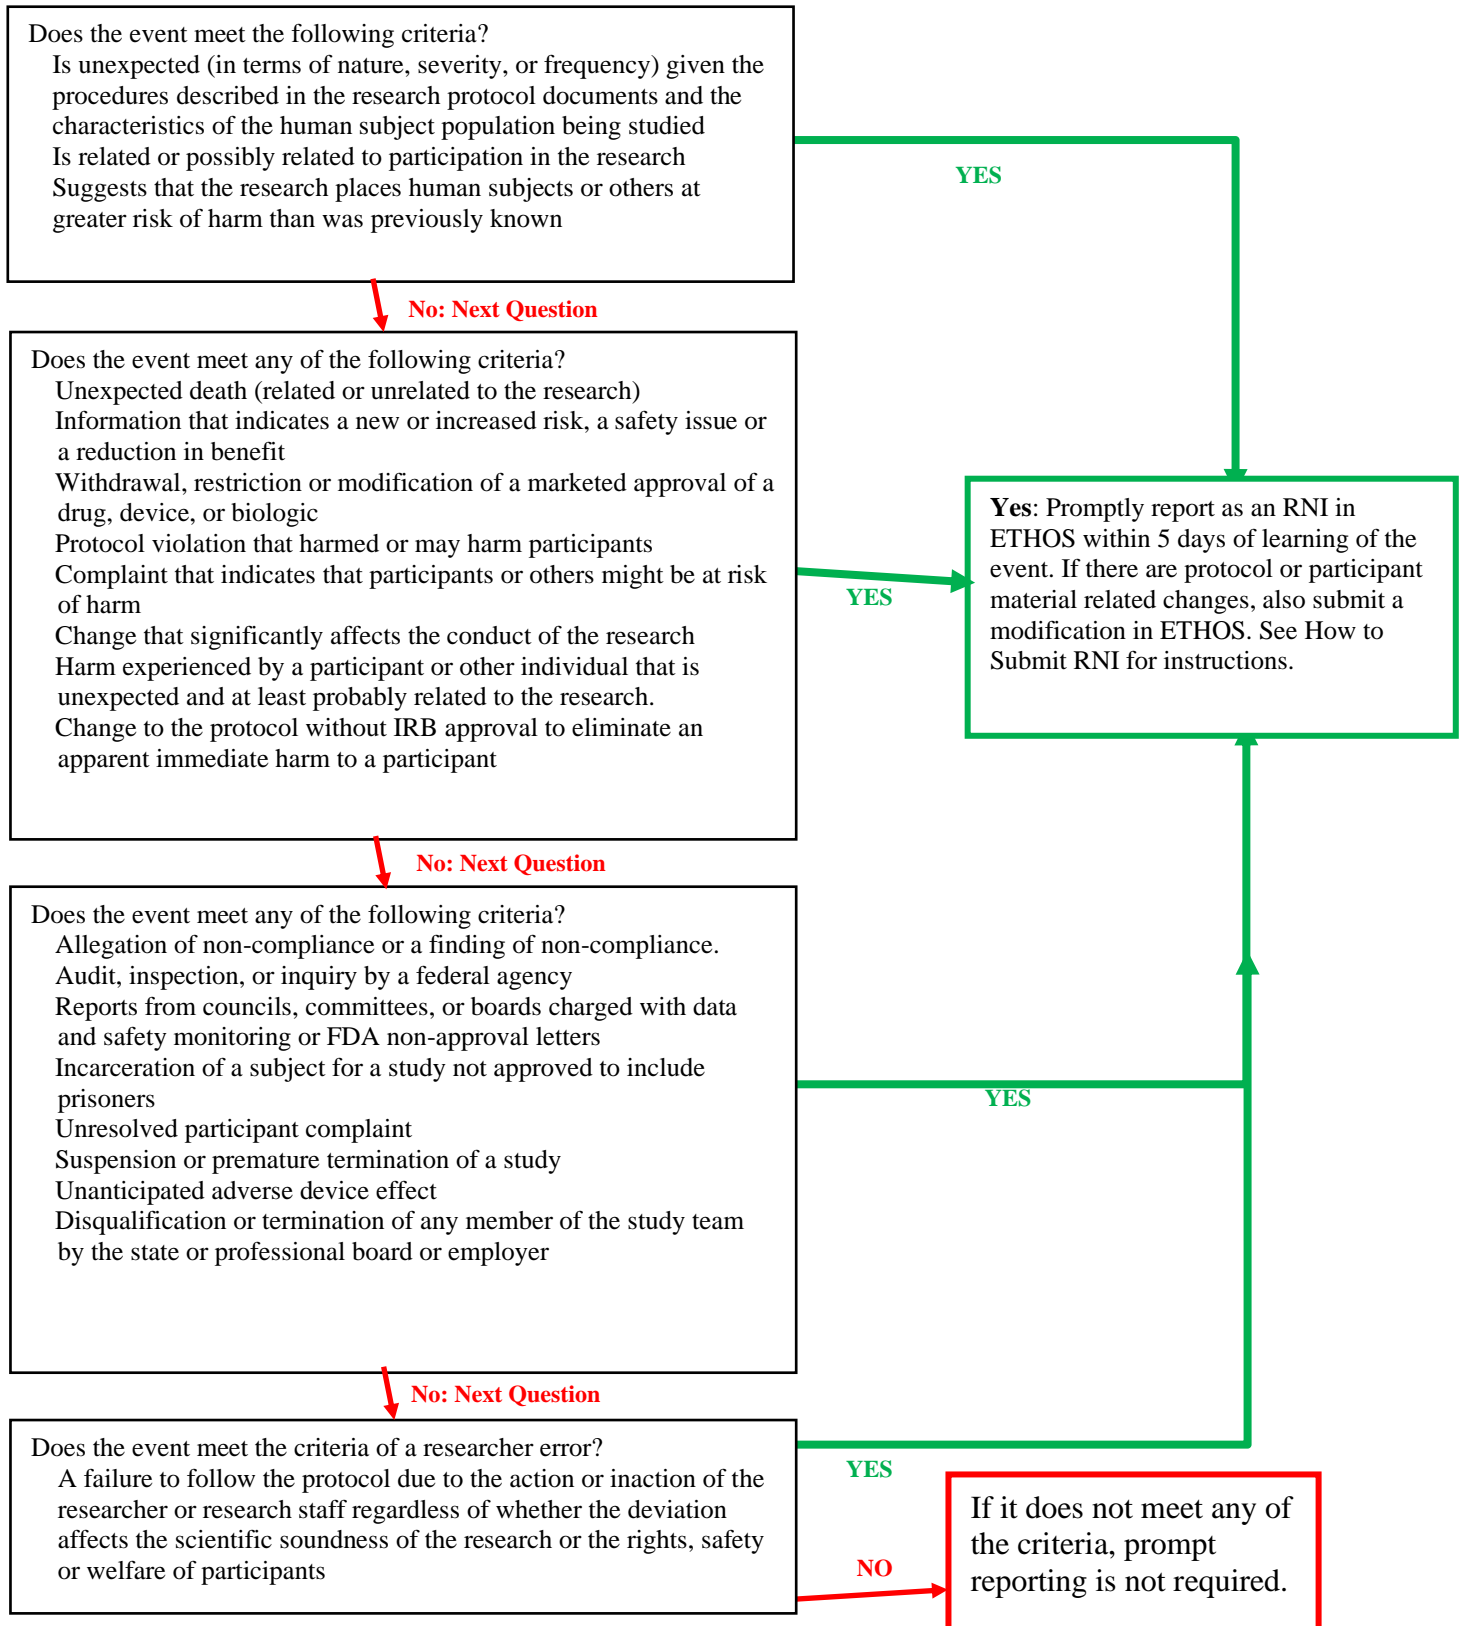 Does the event meet the following criteria?
Is unexpected (in terms of nature, severity, or frequency) given the
procedures described in the research protocol documents and the
characteristics of the human subject population being studied
Is related or possibly related to participation in the research
Suggests that the research places human subjects or others at
greater risk of harm than was previously known
YES
No: Next Question
Does the event meet any of the following criteria?
Unexpected death (related or unrelated to the research)
Information that indicates a new or increased risk, a safety issue or
a reduction in benefit
Withdrawal, restriction or modification of a marketed approval of a
drug, device, or biologic
Protocol violation that harmed or may harm participants
Complaint that indicates that participants or others might be at risk
of harm
Change that significantly affects the conduct of the research
Harm experienced by a participant or other individual that is
unexpected and at least probably related to the research.
Change to the protocol without IRB approval to eliminate an
apparent immediate harm to a participant
YES
Yes: Promptly report as an RNI in
ETHOS within 5 days of learning of the
event. If there are protocol or participant
material related changes, also submit a
modification in ETHOS. See How to
Submit RNI for instructions.
No: Next Question
Does the event meet any of the following criteria?
Allegation of non-compliance or a finding of non-compliance.
Audit, inspection, or inquiry by a federal agency
Reports from councils, committees, or boards charged with data
and safety monitoring or FDA non-approval letters
Incarceration of a subject for a study not approved to include
prisoners
Unresolved participant complaint
Suspension or premature termination of a study
Unanticipated adverse device effect
Disqualification or termination of any member of the study team
by the state or professional board or employer
YES
No: Next Question
Does the event meet the criteria of a researcher error?
A failure to follow the protocol due to the action or inaction of the
researcher or research staff regardless of whether the deviation
affects the scientific soundness of the research or the rights, safety
or welfare of participants
YES
NO
If it does not meet any of
the criteria, prompt
reporting is not required.